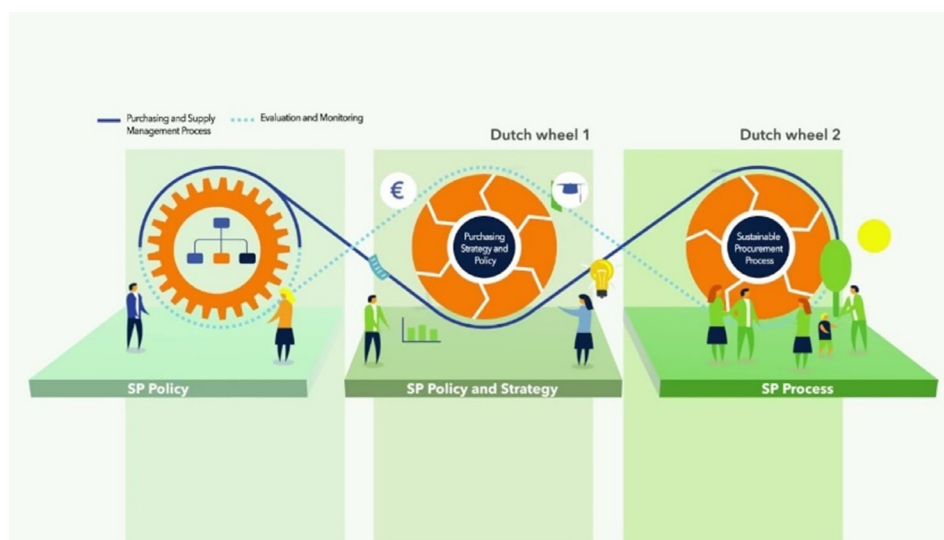 Purchasing and Supply
Management Process
Evaluation and Monitoring
Dutch wheel 1
Dutch wheel 2
€
Purchasing
Strategy and
Policy
Sustainable
Procurement
Process
SP Policy
SP Policy and Strategy
SP Process